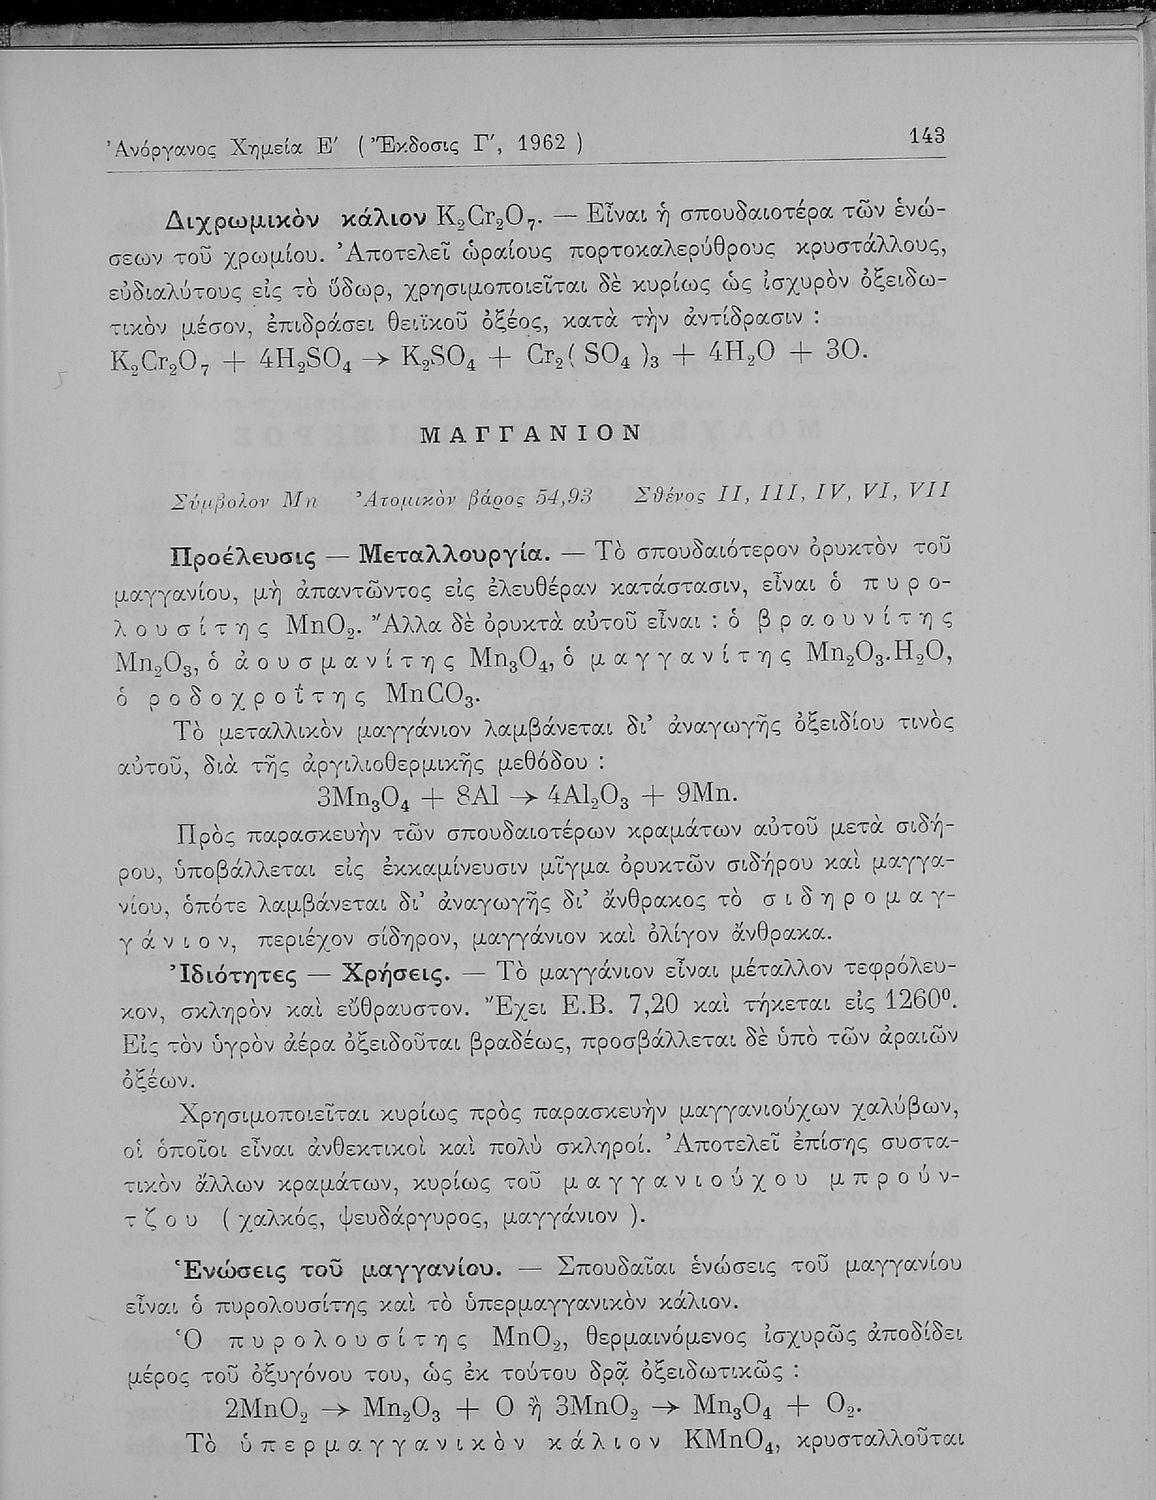 Ἀνόργανος Χημεία Ε′ ( Ἔκδοσις Γ′, 1962 ) 143
Διχρωμικὸν κάλιον K₂Cr₂O₇. — Εἶναι ἡ σπουδαιοτέρα τῶν ἑνώ-
σεων τοῦ χρωμίου. Ἀποτελεῖ ὡραίους πορτοκαλερύθρους κρυστάλλους,
εὐδιαλύτους εἰς τὸ ὕδωρ, χρησιμοποιεῖται δὲ κυρίως ὡς ἰσχυρὸν ὀξειδω-
τικὸν μέσον, ἐπιδράσει θειϊκοῦ ὀξέος, κατὰ τὴν ἀντίδρασιν :
K₂Cr₂O₇ + 4H₂SO₄ → K₂SO₄ + Cr₂( SO₄ )₃ + 4H₂O + 3O.
ΜΑΓΓΑΝΙΟΝ
Σύμβολον Mn Ἀτομικὸν βάρος 54,93 Σθένος II, III, IV, VI, VII
Προέλευσις — Μεταλλουργία. — Τὸ σπουδαιότερον ὀρυκτὸν τοῦ
μαγγανίου, μὴ ἀπαντῶντος εἰς ἐλευθέραν κατάστασιν, εἶναι ὁ πυρο-
λουσίτης MnO₂. Ἄλλα δὲ ὀρυκτὰ αὐτοῦ εἶναι : ὁ βραουνίτης
Mn₂O₃, ὁ ἀουσμανίτης Mn₃O₄, ὁ μαγγανίτης Mn₂O₃.H₂O,
ὁ ροδοχροΐτης MnCO₃.
Τὸ μεταλλικὸν μαγγάνιον λαμβάνεται δι' ἀναγωγῆς ὀξειδίου τινὸς
αὐτοῦ, διὰ τῆς ἀργιλιοθερμικῆς μεθόδου :
3Mn₃O₄ + 8Al → 4Al₂O₃ + 9Mn.
Πρὸς παρασκευὴν τῶν σπουδαιοτέρων κραμάτων αὐτοῦ μετὰ σιδή-
ρου, ὑποβάλλεται εἰς ἐκκαμίνευσιν μῖγμα ὀρυκτῶν σιδήρου καὶ μαγγα-
νίου, ὁπότε λαμβάνεται δι' ἀναγωγῆς δι' ἄνθρακος τὸ σιδηρομαγ-
γάνιον, περιέχον σίδηρον, μαγγάνιον καὶ ὀλίγον ἄνθρακα.
Ἰδιότητες — Χρήσεις. — Τὸ μαγγάνιον εἶναι μέταλλον τεφρόλευ-
κον, σκληρὸν καὶ εὔθραυστον. Ἔχει Ε.Β. 7,20 καὶ τήκεται εἰς 1260⁰.
Εἰς τὸν ὑγρὸν ἀέρα ὀξειδοῦται βραδέως, προσβάλλεται δὲ ὑπὸ τῶν ἀραιῶν
ὀξέων.
Χρησιμοποιεῖται κυρίως πρὸς παρασκευὴν μαγγανιούχων χαλύβων,
οἱ ὁποῖοι εἶναι ἀνθεκτικοὶ καὶ πολὺ σκληροί. Ἀποτελεῖ ἐπίσης συστα-
τικὸν ἄλλων κραμάτων, κυρίως τοῦ μαγγανιούχου μπρούν-
τζου ( χαλκός, ψευδάργυρος, μαγγάνιον ).
Ἑνώσεις τοῦ μαγγανίου. — Σπουδαῖαι ἑνώσεις τοῦ μαγγανίου
εἶναι ὁ πυρολουσίτης καὶ τὸ ὑπερμαγγανικὸν κάλιον.
Ὁ πυρολουσίτης MnO₂, θερμαινόμενος ἰσχυρῶς ἀποδίδει
μέρος τοῦ ὀξυγόνου του, ὡς ἐκ τούτου δρᾷ ὀξειδωτικῶς :
2MnO₂ → Mn₂O₃ + O ἢ 3MnO₂ → Mn₃O₄ + O₂.
Τὸ ὑπερμαγγανικὸν κάλιον KMnO₄, κρυσταλλοῦται